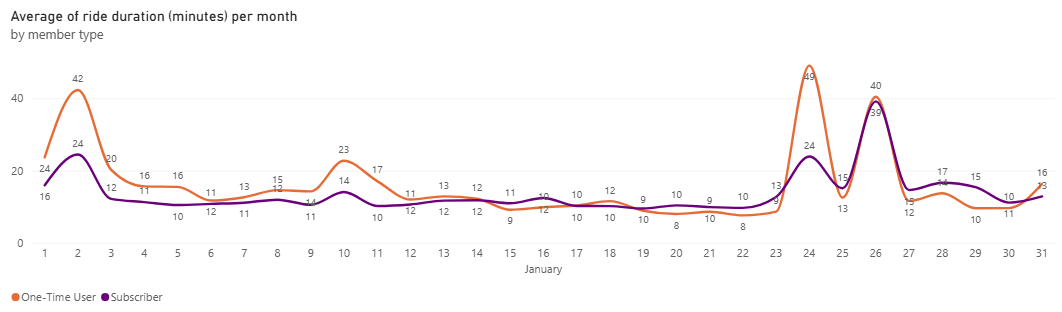 Average of ride duration (minutes) per month
by member type
42 49 40
40
39
24 23 24
20
20 24 16 16 15 17 15 17 16
12 11 13 12 14 13 12 13 14 15 13
16 11 14 11 11 10 10 12 9 10 9 10 9 15 10
10 12 11 11 10 12 12 12 9 12 10 10 10 8 10 8 13 12 10 11
0
1 2 3 4 5 6 7 8 9 10 11 12 13 14 15 16 17 18 19 20 21 22 23 24 25 26 27 28 29 30 31
January
One-Time User Subscriber